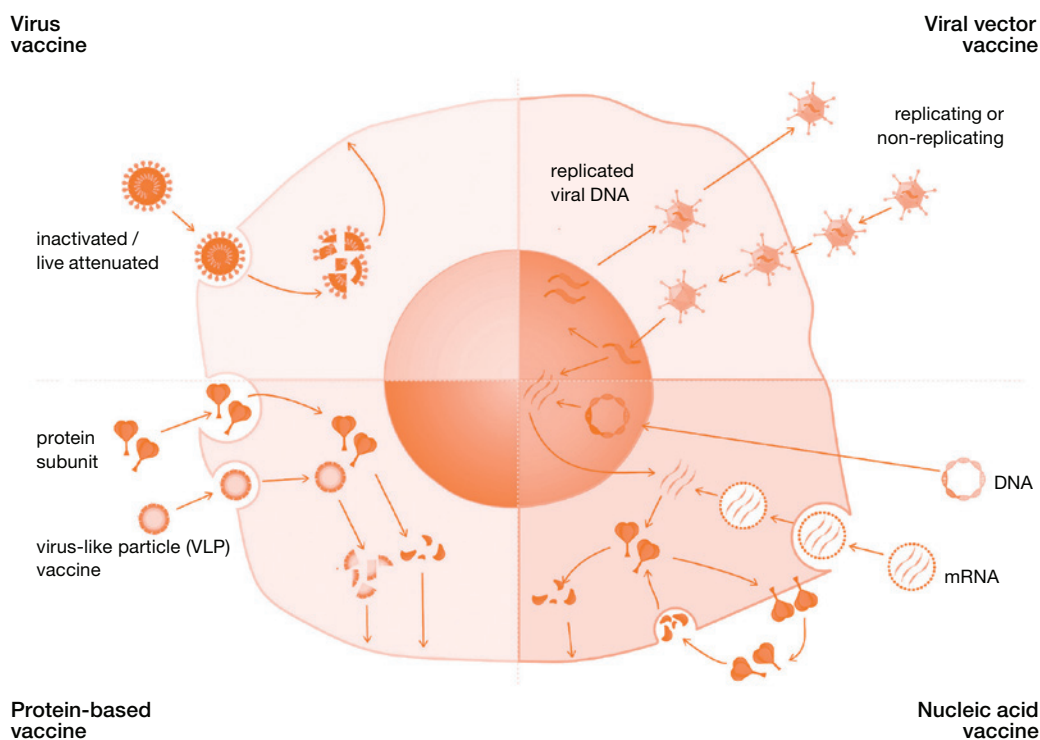 Virus
vaccine
Viral vector
vaccine
replicating or
non-replicating
replicated
viral DNA
inactivated /
live attenuated
protein
subunit
DNA
virus-like particle (VLP)
vaccine
mRNA
Protein-based
vaccine
Nucleic acid
vaccine